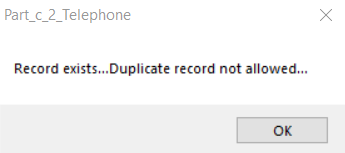 Part_c_2_Telephone
Record exists...Duplicate record not allowed...
OK